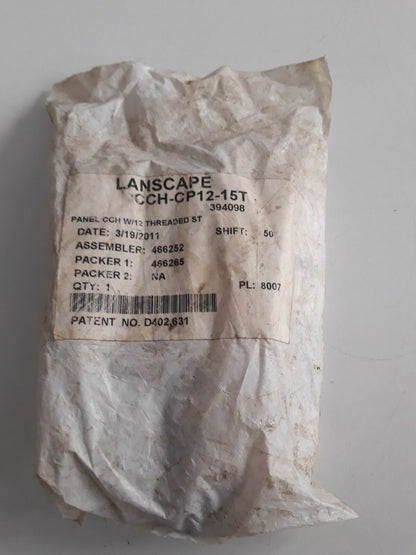 LANSCAPE
CCH-CP12-15T
394098
PANEL CCH W/12 THREADED ST
DATE: 3/19/2011 SHIFT: 50
ASSEMBLER: 466252
PACKER 1: 466265
PACKER 2: NA
QTY: 1 PL: 8007
PATENT NO. D402,631